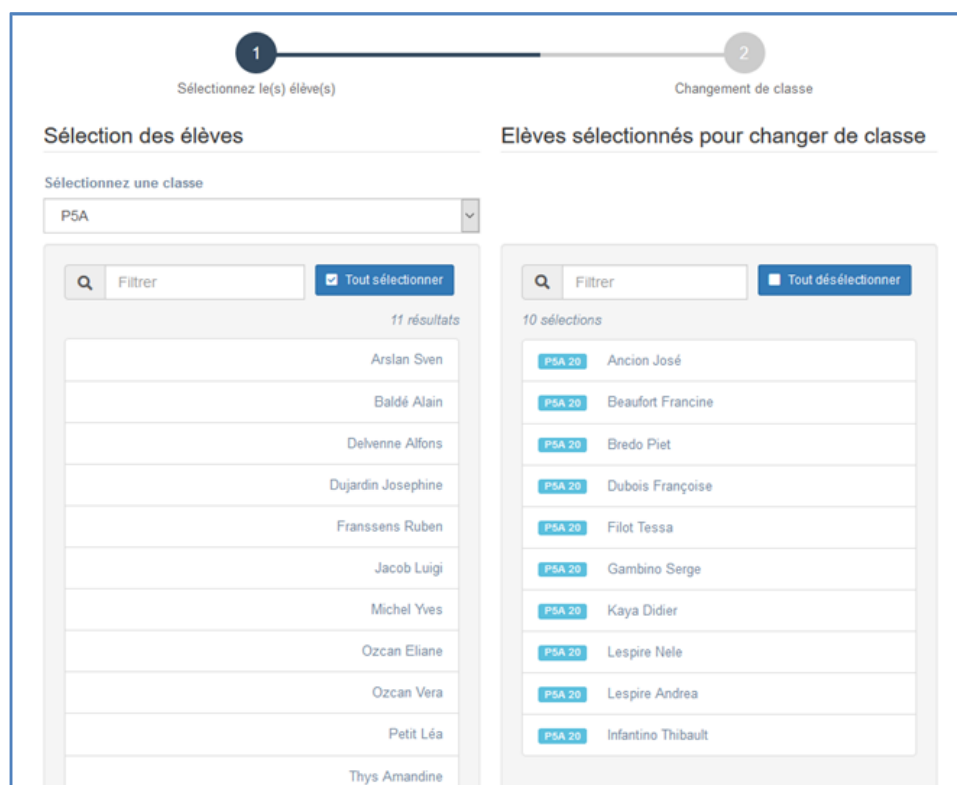 1
2
Sélectionnez le(s) élève(s)
Changement de classe
Sélection des élèves
Elèves sélectionnés pour changer de classe
Sélectionnez une classe
P5A
Filtrer
Tout sélectionner
11 résultats
Arslan Sven
Baldé Alain
Delvenne Alfons
Dujardin Josephine
Franssens Ruben
Jacob Luigi
Michel Yves
Ozcan Eliane
Ozcan Vera
Petit Léa
Thys Amandine
Filtrer
Tout désélectionner
10 sélections
P5A 20 Ancion José
P5A 20 Beaufort Francine
P5A 20 Bredo Piet
P5A 20 Dubois Françoise
P5A 20 Filot Tessa
P5A 20 Gambino Serge
P5A 20 Kaya Didier
P5A 20 Lespire Nele
P5A 20 Lespire Andrea
P5A 20 Infantino Thibault